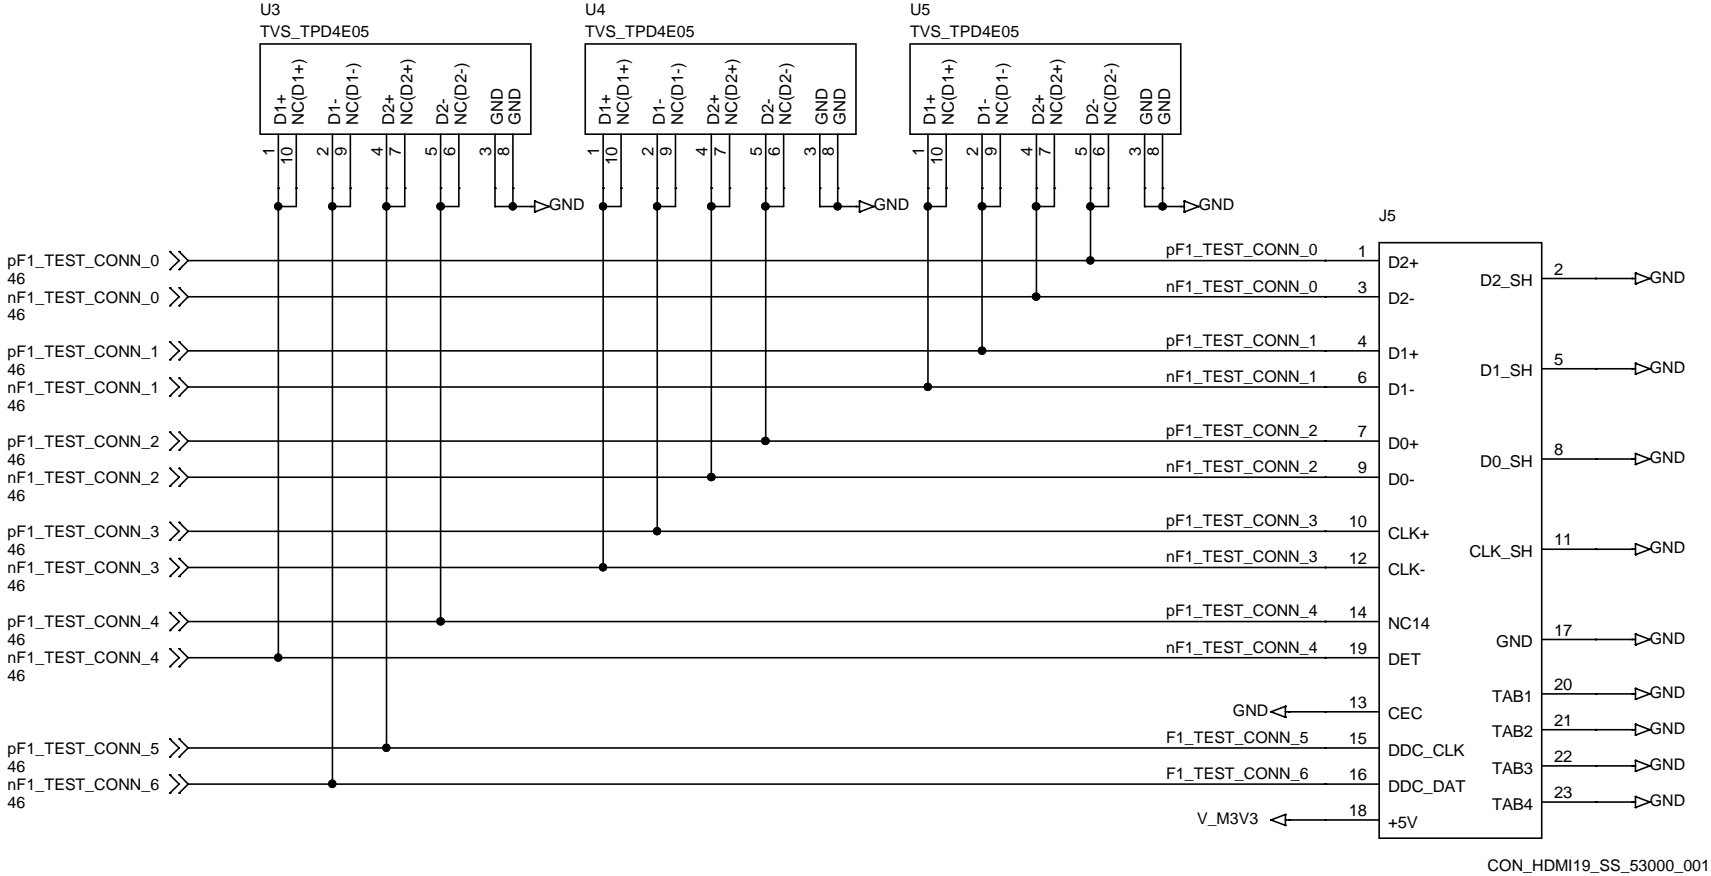 U3
TVS_TPD4E05
D1+
NC(D1+)
D1-
NC(D1-)
D2+
NC(D2+)
D2-
NC(D2-)
GND
GND
1
10
2
9
4
7
5
6
3
8
GND
U4
TVS_TPD4E05
D1+
NC(D1+)
D1-
NC(D1-)
D2+
NC(D2+)
D2-
NC(D2-)
GND
GND
1
10
2
9
4
7
5
6
3
8
GND
U5
TVS_TPD4E05
D1+
NC(D1+)
D1-
NC(D1-)
D2+
NC(D2+)
D2-
NC(D2-)
GND
GND
1
10
2
9
4
7
5
6
3
8
GND
pF1_TEST_CONN_0
46
nF1_TEST_CONN_0
46
pF1_TEST_CONN_1
46
nF1_TEST_CONN_1
46
pF1_TEST_CONN_2
46
nF1_TEST_CONN_2
46
pF1_TEST_CONN_3
46
nF1_TEST_CONN_3
46
pF1_TEST_CONN_4
46
nF1_TEST_CONN_4
46
pF1_TEST_CONN_5
46
nF1_TEST_CONN_6
46
J5
pF1_TEST_CONN_0 1 D2+
nF1_TEST_CONN_0 3 D2-
pF1_TEST_CONN_1 4 D1+
nF1_TEST_CONN_1 6 D1-
pF1_TEST_CONN_2 7 D0+
nF1_TEST_CONN_2 9 D0-
pF1_TEST_CONN_3 10 CLK+
nF1_TEST_CONN_3 12 CLK-
pF1_TEST_CONN_4 14 NC14
nF1_TEST_CONN_4 19 DET
GND 13 CEC
F1_TEST_CONN_5 15 DDC_CLK
F1_TEST_CONN_6 16 DDC_DAT
V_M3V3 18 +5V
D2_SH 2 GND
D1_SH 5 GND
D0_SH 8 GND
CLK_SH 11 GND
GND 17 GND
TAB1 20 GND
TAB2 21 GND
TAB3 22 GND
TAB4 23 GND
CON_HDMI19_SS_53000_001